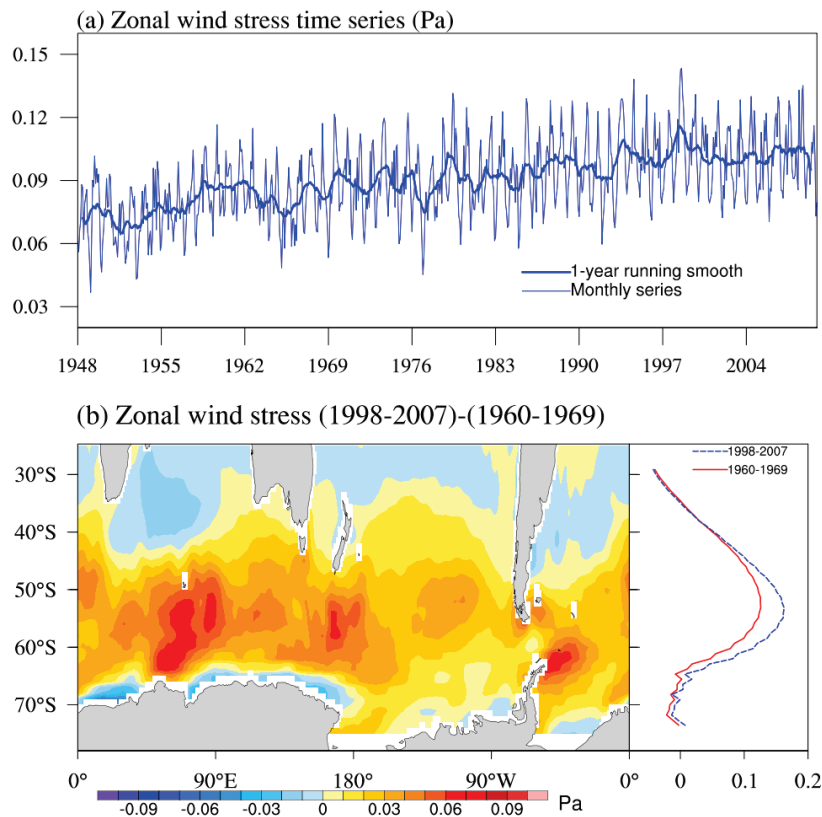 (a) Zonal wind stress time series (Pa)
0.15
0.12
0.09
0.06
0.03
1-year running smooth
Monthly series
1948 1955 1962 1969 1976 1983 1990 1997 2004
(b) Zonal wind stress (1998-2007)-(1960-1969)
30°S
40°S
50°S
60°S
70°S
1998-2007
1960-1969
0° 90°E 180° 90°W 0° 0 0.1 0.2
-0.09 -0.06 -0.03 0 0.03 0.06 0.09 Pa